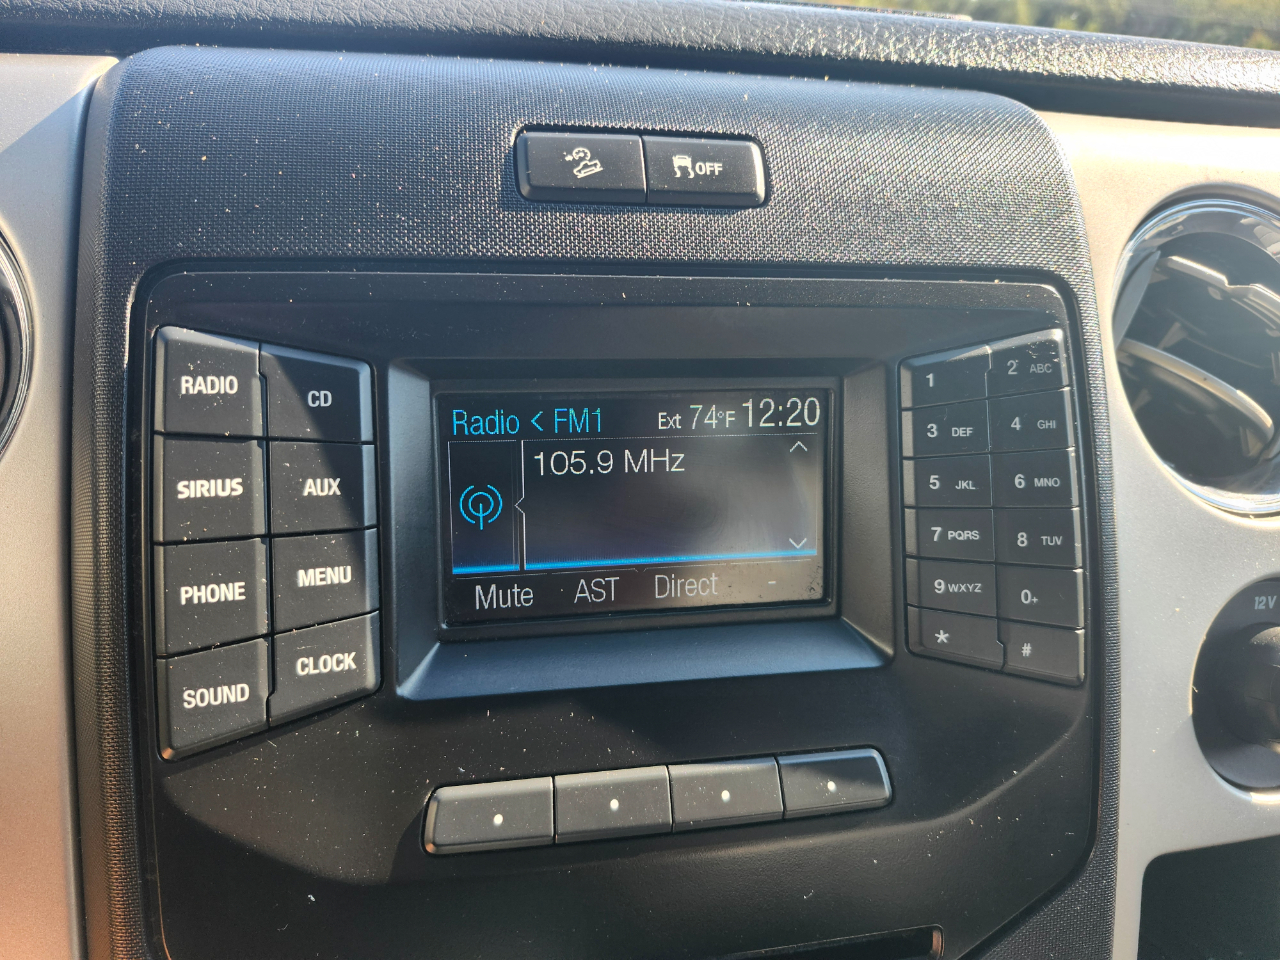 OFF
RADIO
CD
SIRIUS
AUX
PHONE
MENU
SOUND
CLOCK
Radio < FM1
Ext 74°F 12:20
105.9 MHz
Mute AST Direct -
1
2 ABC
3 DEF
4 GHI
5 JKL
6 MNO
7 PQRS
8 TUV
9 WXYZ
0+
*
#
12V